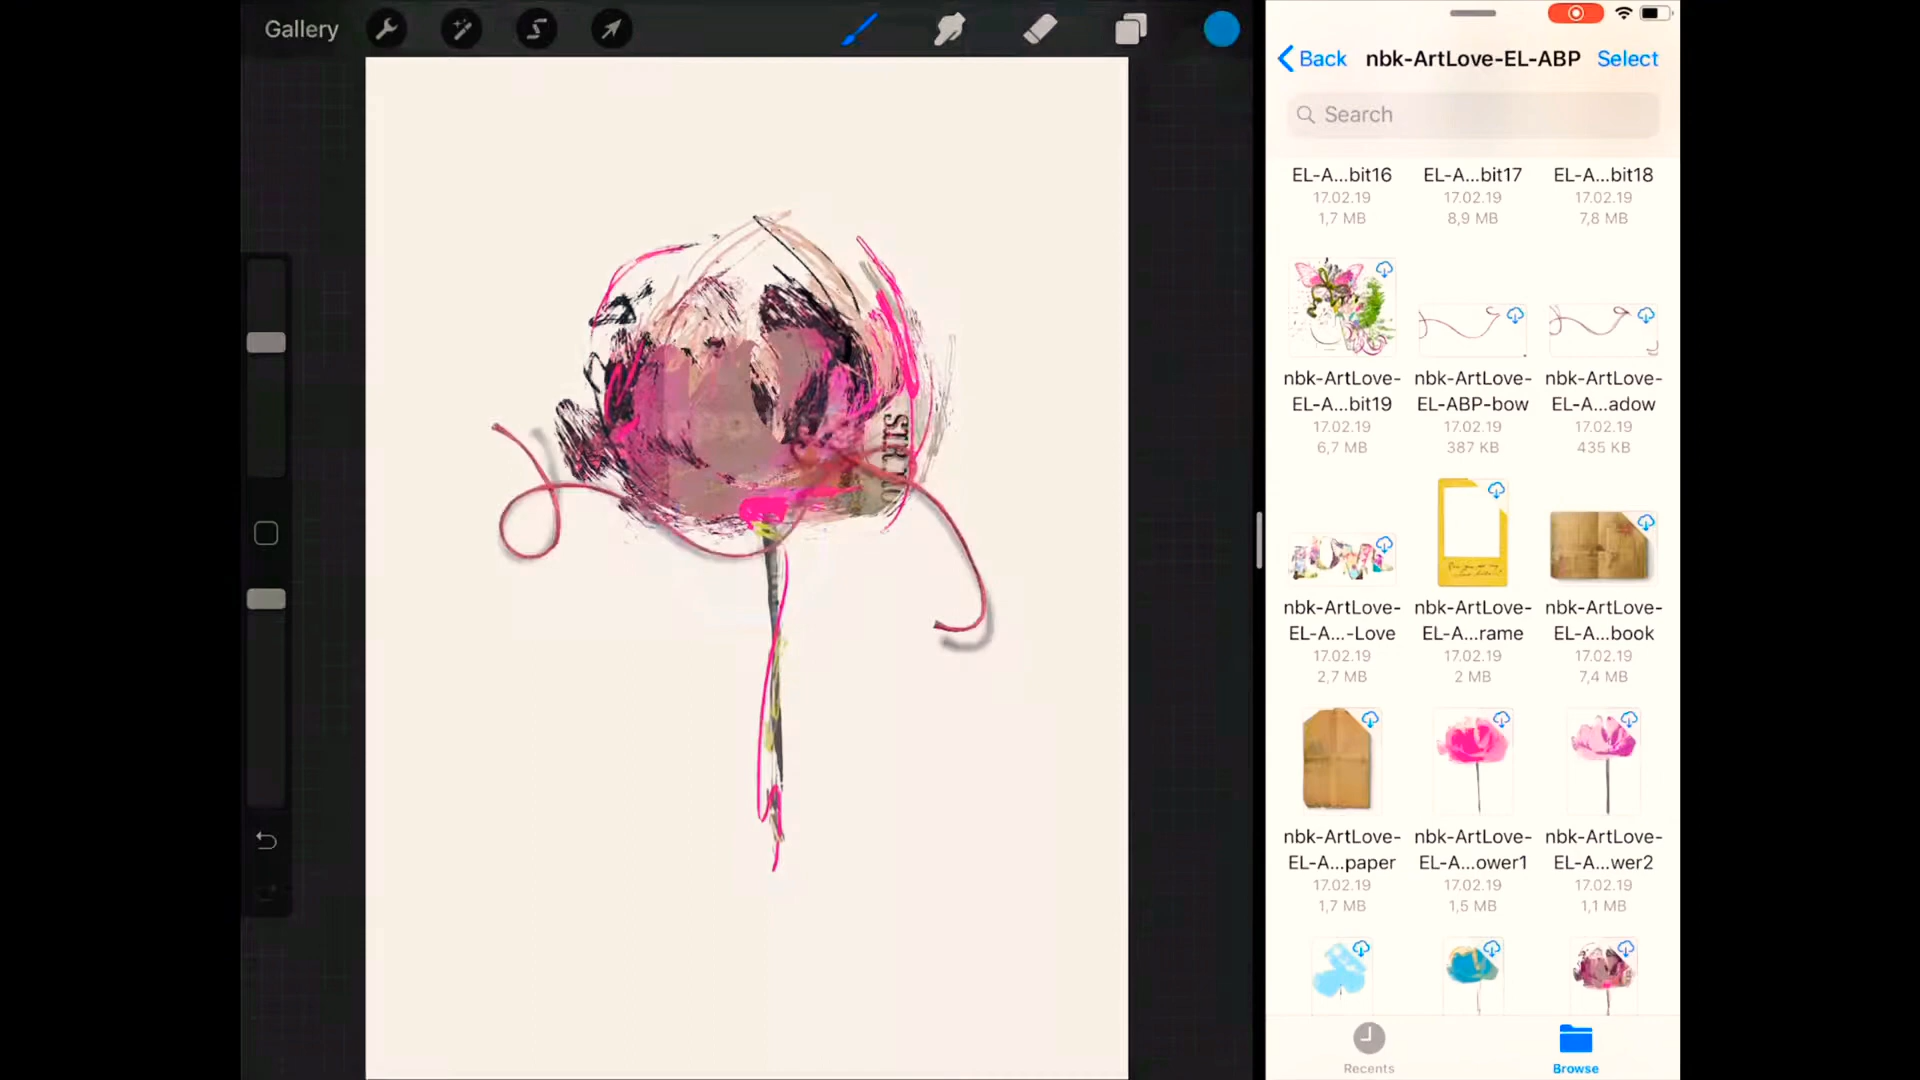 Gallery
Back nbk-ArtLove-EL-ABP Select
Search
EL-A...bit16 EL-A...bit17 EL-A...bit18
17.02.19 17.02.19 17.02.19
1,7 MB 8,9 MB 7,8 MB
nbk-ArtLove- nbk-ArtLove- nbk-ArtLove-
EL-A...bit19 EL-ABP-bow EL-A...adow
17.02.19 17.02.19 17.02.19
6,7 MB 387 KB 435 KB
LOVE
nbk-ArtLove- nbk-ArtLove- nbk-ArtLove-
EL-A...-Love EL-A...rame EL-A...book
17.02.19 17.02.19 17.02.19
2,7 MB 2 MB 7,4 MB
nbk-ArtLove- nbk-ArtLove- nbk-ArtLove-
EL-A...paper EL-A...ower1 EL-A...wer2
17.02.19 17.02.19 17.02.19
1,7 MB 1,5 MB 1,1 MB
Recents Browse